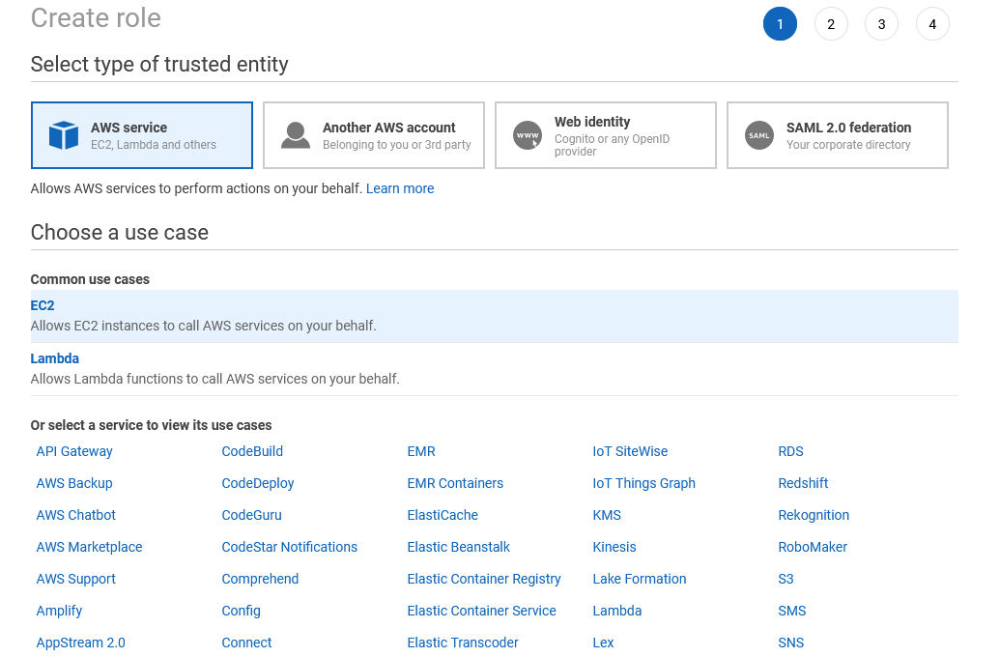 Create role
1 2 3 4
Select type of trusted entity
AWS service
EC2, Lambda and others
Another AWS account
Belonging to you or 3rd party
www
Web identity
Cognito or any OpenID
provider
SAML
SAML 2.0 federation
Your corporate directory
Allows AWS services to perform actions on your behalf. Learn more
Choose a use case
Common use cases
EC2
Allows EC2 instances to call AWS services on your behalf.
Lambda
Allows Lambda functions to call AWS services on your behalf.
Or select a service to view its use cases
API Gateway CodeBuild EMR IoT SiteWise RDS
AWS Backup CodeDeploy EMR Containers IoT Things Graph Redshift
AWS Chatbot CodeGuru ElastiCache KMS Rekognition
AWS Marketplace CodeStar Notifications Elastic Beanstalk Kinesis RoboMaker
AWS Support Comprehend Elastic Container Registry Lake Formation S3
Amplify Config Elastic Container Service Lambda SMS
AppStream 2.0 Connect Elastic Transcoder Lex SNS